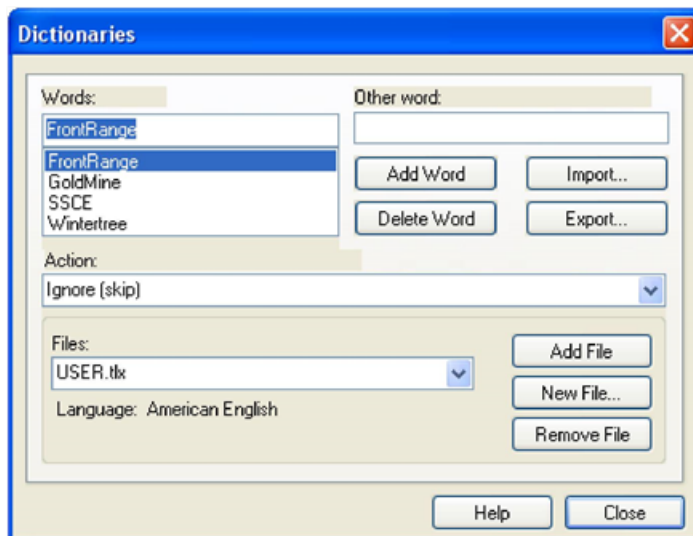 Dictionaries
Words:
Other word:
FrontRange
FrontRange
GoldMine
SSCE
Wintertree
Add Word
Import...
Delete Word
Export...
Action:
Ignore (skip)
Files:
USER.tlx
Language: American English
Add File
New File...
Remove File
Help
Close